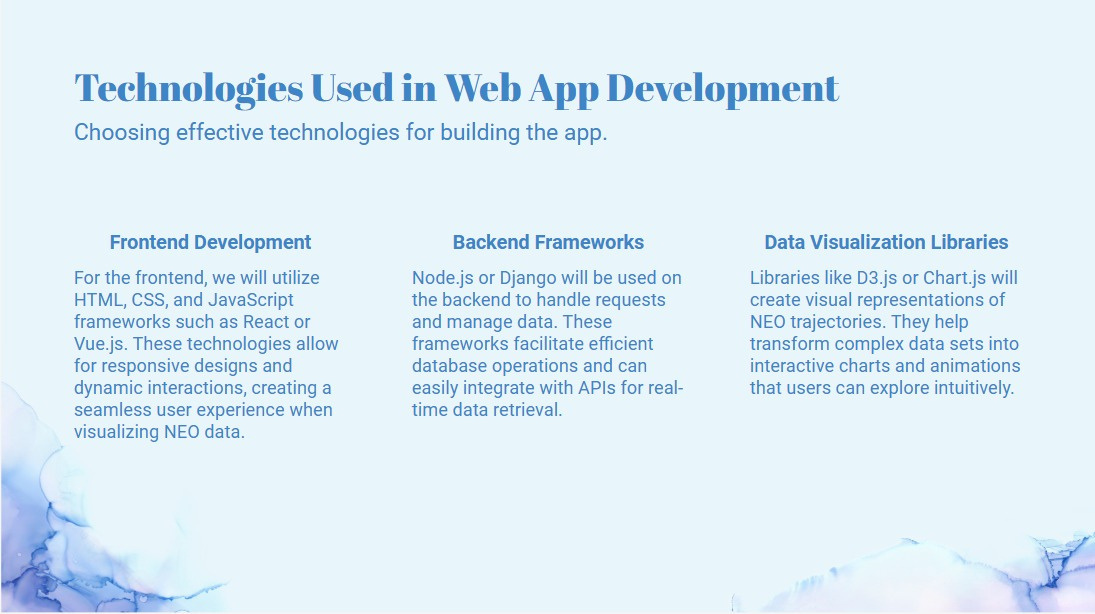 Technologies Used in Web App Development
Choosing effective technologies for building the app.
Frontend Development
For the frontend, we will utilize
HTML, CSS, and JavaScript
frameworks such as React or
Vue.js. These technologies allow
for responsive designs and
dynamic interactions, creating a
seamless user experience when
visualizing NEO data.
Backend Frameworks
Node.js or Django will be used on
the backend to handle requests
and manage data. These
frameworks facilitate efficient
database operations and can
easily integrate with APIs for real-
time data retrieval.
Data Visualization Libraries
Libraries like D3.js or Chart.js will
create visual representations of
NEO trajectories. They help
transform complex data sets into
interactive charts and animations
that users can explore intuitively.